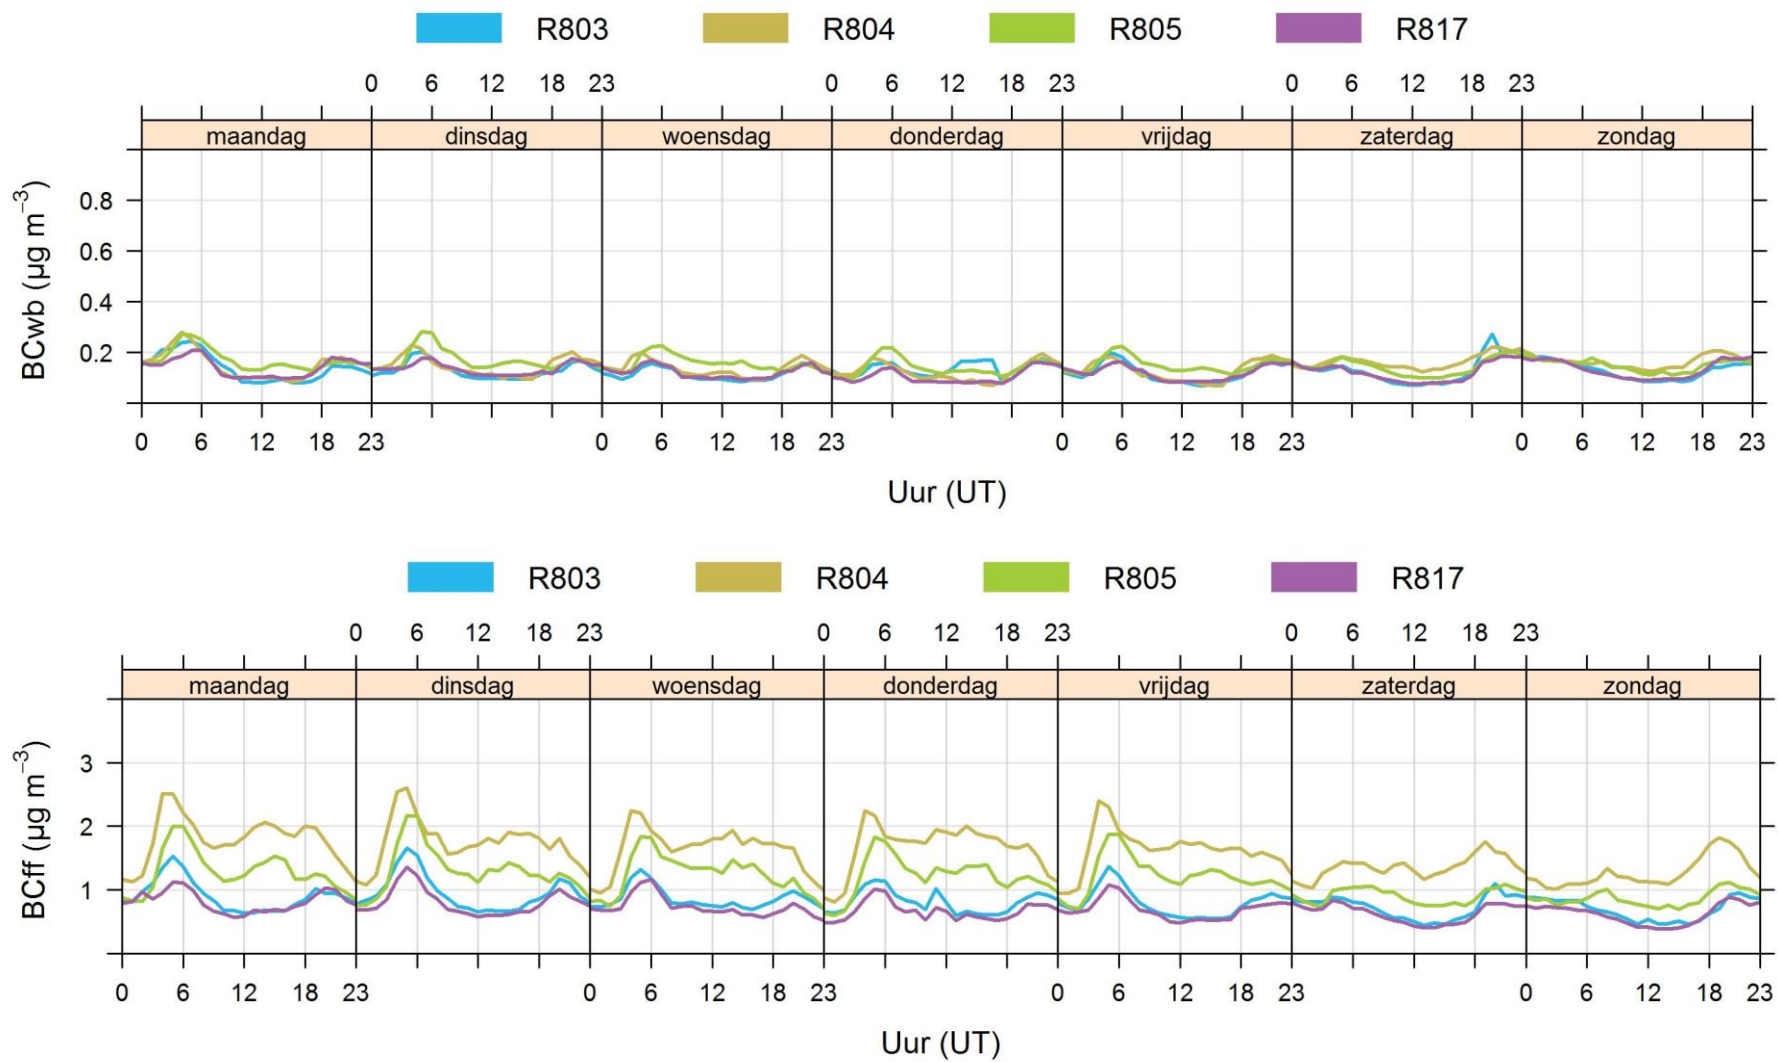 R803 R804 R805 R817
0 6 12 18 23 0 6 12 18 23 0 6 12 18 23
maandag dinsdag woensdag donderdag vrijdag zaterdag zondag
0.8
0.6
0.4
0.2
BCwb (µg m⁻³)
0 6 12 18 23 0 6 12 18 23 0 6 12 18 23 0 6 12 18 23
Uur (UT)
R803 R804 R805 R817
0 6 12 18 23 0 6 12 18 23 0 6 12 18 23
maandag dinsdag woensdag donderdag vrijdag zaterdag zondag
3
2
1
BCff (µg m⁻³)
0 6 12 18 23 0 6 12 18 23 0 6 12 18 23 0 6 12 18 23
Uur (UT)